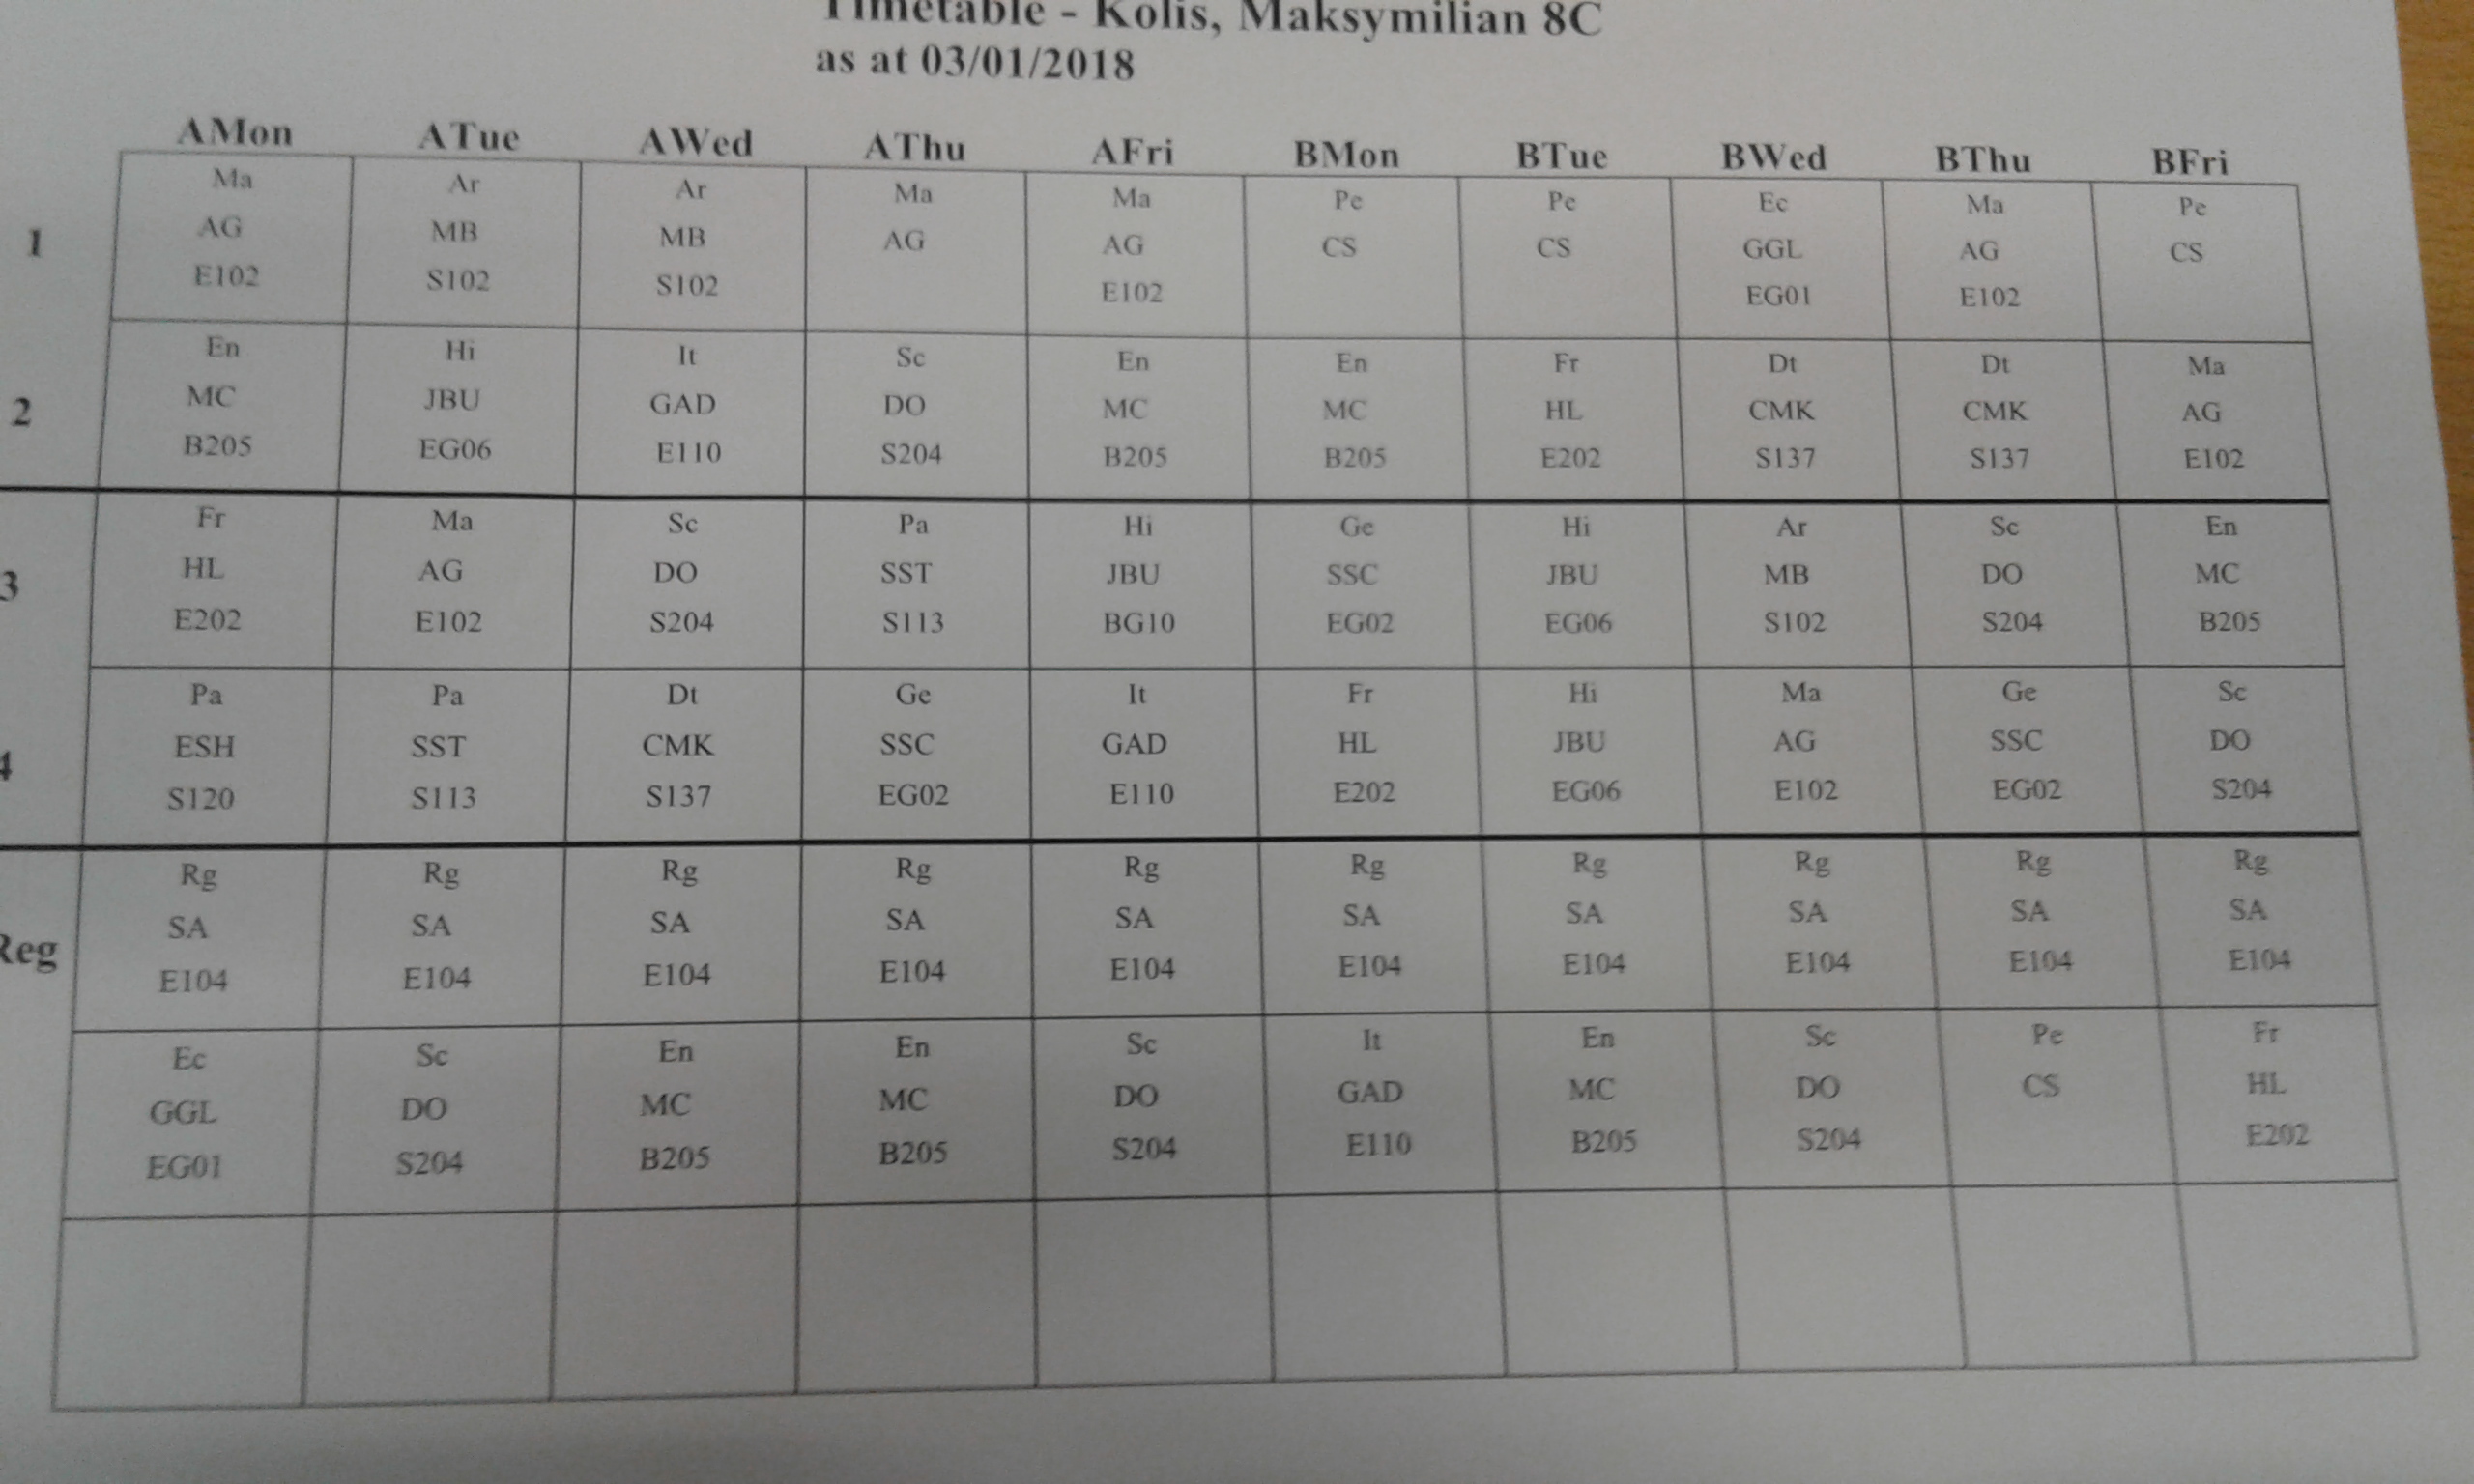 Timetable - Kolis, Maksymilian 8C
as at 03/01/2018
AMon ATue AWed AThu AFri BMon BTue BWed BThu BFri
1
Ma Ar Ar Ma Ma Pe Pe Ec Ma Pe
AG MB MB AG AG CS CS GGL AG CS
E102 S102 S102 E102 EG01 E102
2
En Hi It Sc En En Fr Dt Dt Ma
MC JBU GAD DO MC MC HL CMK CMK AG
B205 EG06 E110 S204 B205 B205 E202 S137 S137 E102
3
Fr Ma Sc Pa Hi Ge Hi Ar Sc En
HL AG DO SST JBU SSC JBU MB DO MC
E202 E102 S204 S113 BG10 EG02 EG06 S102 S204 B205
4
Pa Pa Dt Ge It Fr Hi Ma Ge Sc
ESH SST CMK SSC GAD HL JBU AG SSC DO
S120 S113 S137 EG02 E110 E202 EG06 E102 EG02 S204
Reg
Rg Rg Rg Rg Rg Rg Rg Rg Rg Rg
SA SA SA SA SA SA SA SA SA SA
E104 E104 E104 E104 E104 E104 E104 E104 E104 E104
Ec Sc En En Sc It En Sc Pe Fr
GGL DO MC MC DO GAD MC DO CS HL
EG01 S204 B205 B205 S204 E110 B205 S204 E202